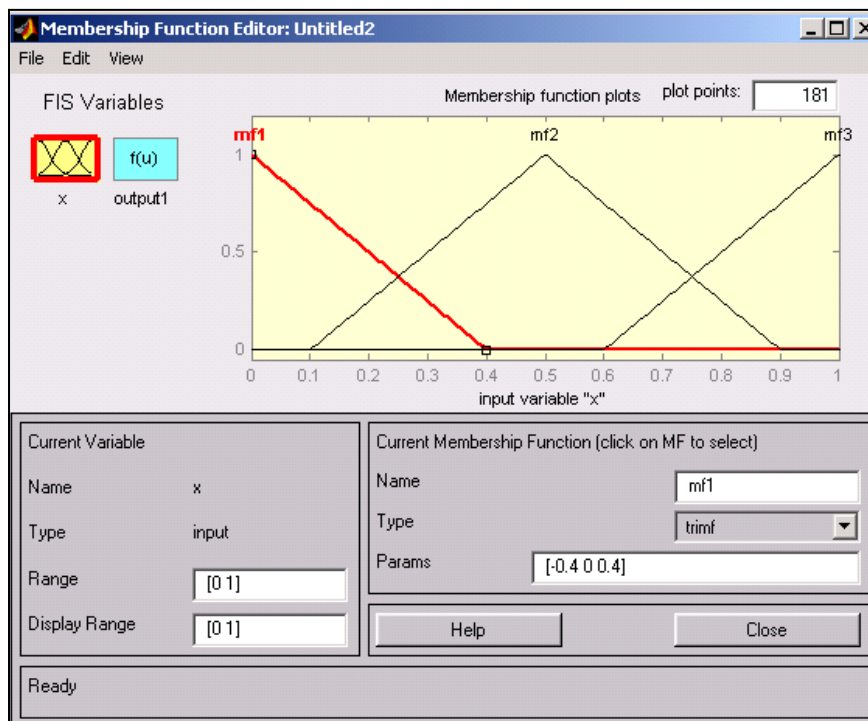 Membership Function Editor: Untitled2
File Edit View
FIS Variables
Membership function plots plot points: 181
f(u)
x output1
mf1 mf2 mf3
1
0.5
0
0 0.1 0.2 0.3 0.4 0.5 0.6 0.7 0.8 0.9 1
input variable "x"
Current Variable
Name x
Type input
Range [0 1]
Display Range [0 1]
Current Membership Function (click on MF to select)
Name mf1
Type trimf
Params [-0.4 0 0.4]
Help Close
Ready